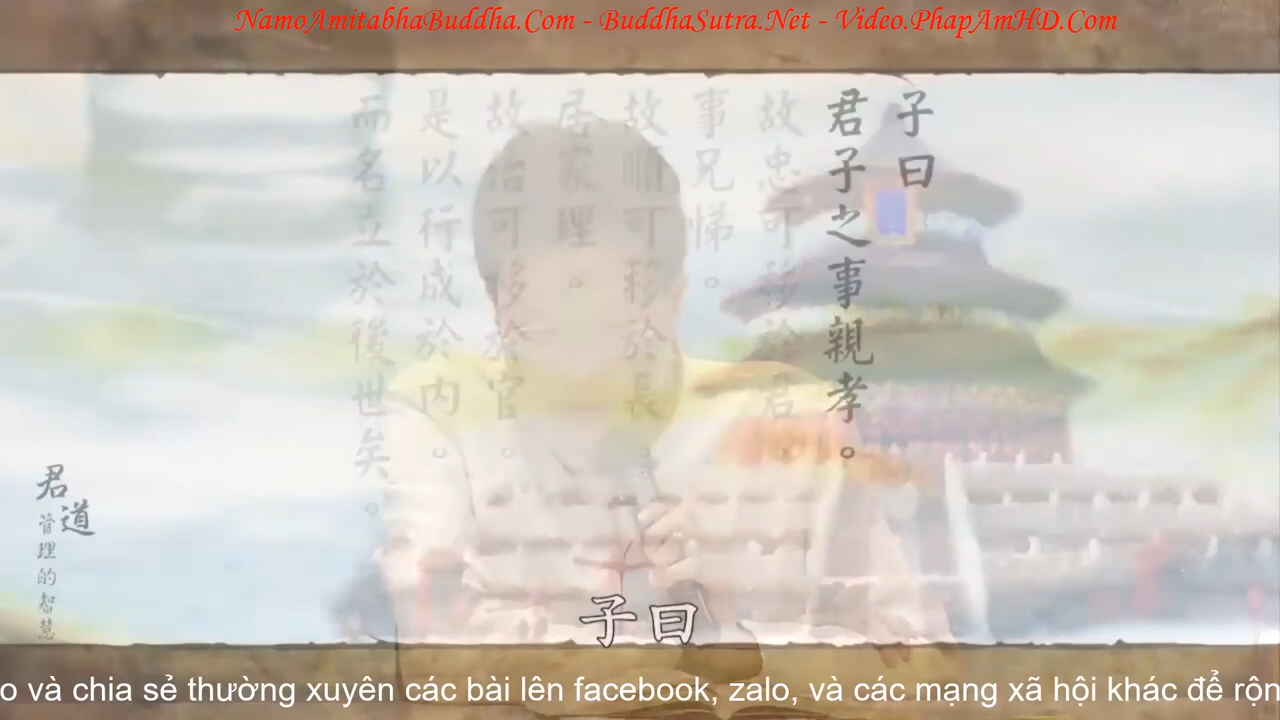 NamoAmitabhaBuddha.Com - BuddhaSutra.Net - Video.PhapAmHD.Com
子曰
君子之事親孝。
故忠可移於君。
事兄悌。
故順可移於長。
居家理。
故治可移於官。
是以行成於内。
而名立於後世矣。
君道
管理的智慧
子曰
o và chia sẻ thường xuyên các bài lên facebook, zalo, và các mạng xã hội khác để rộn